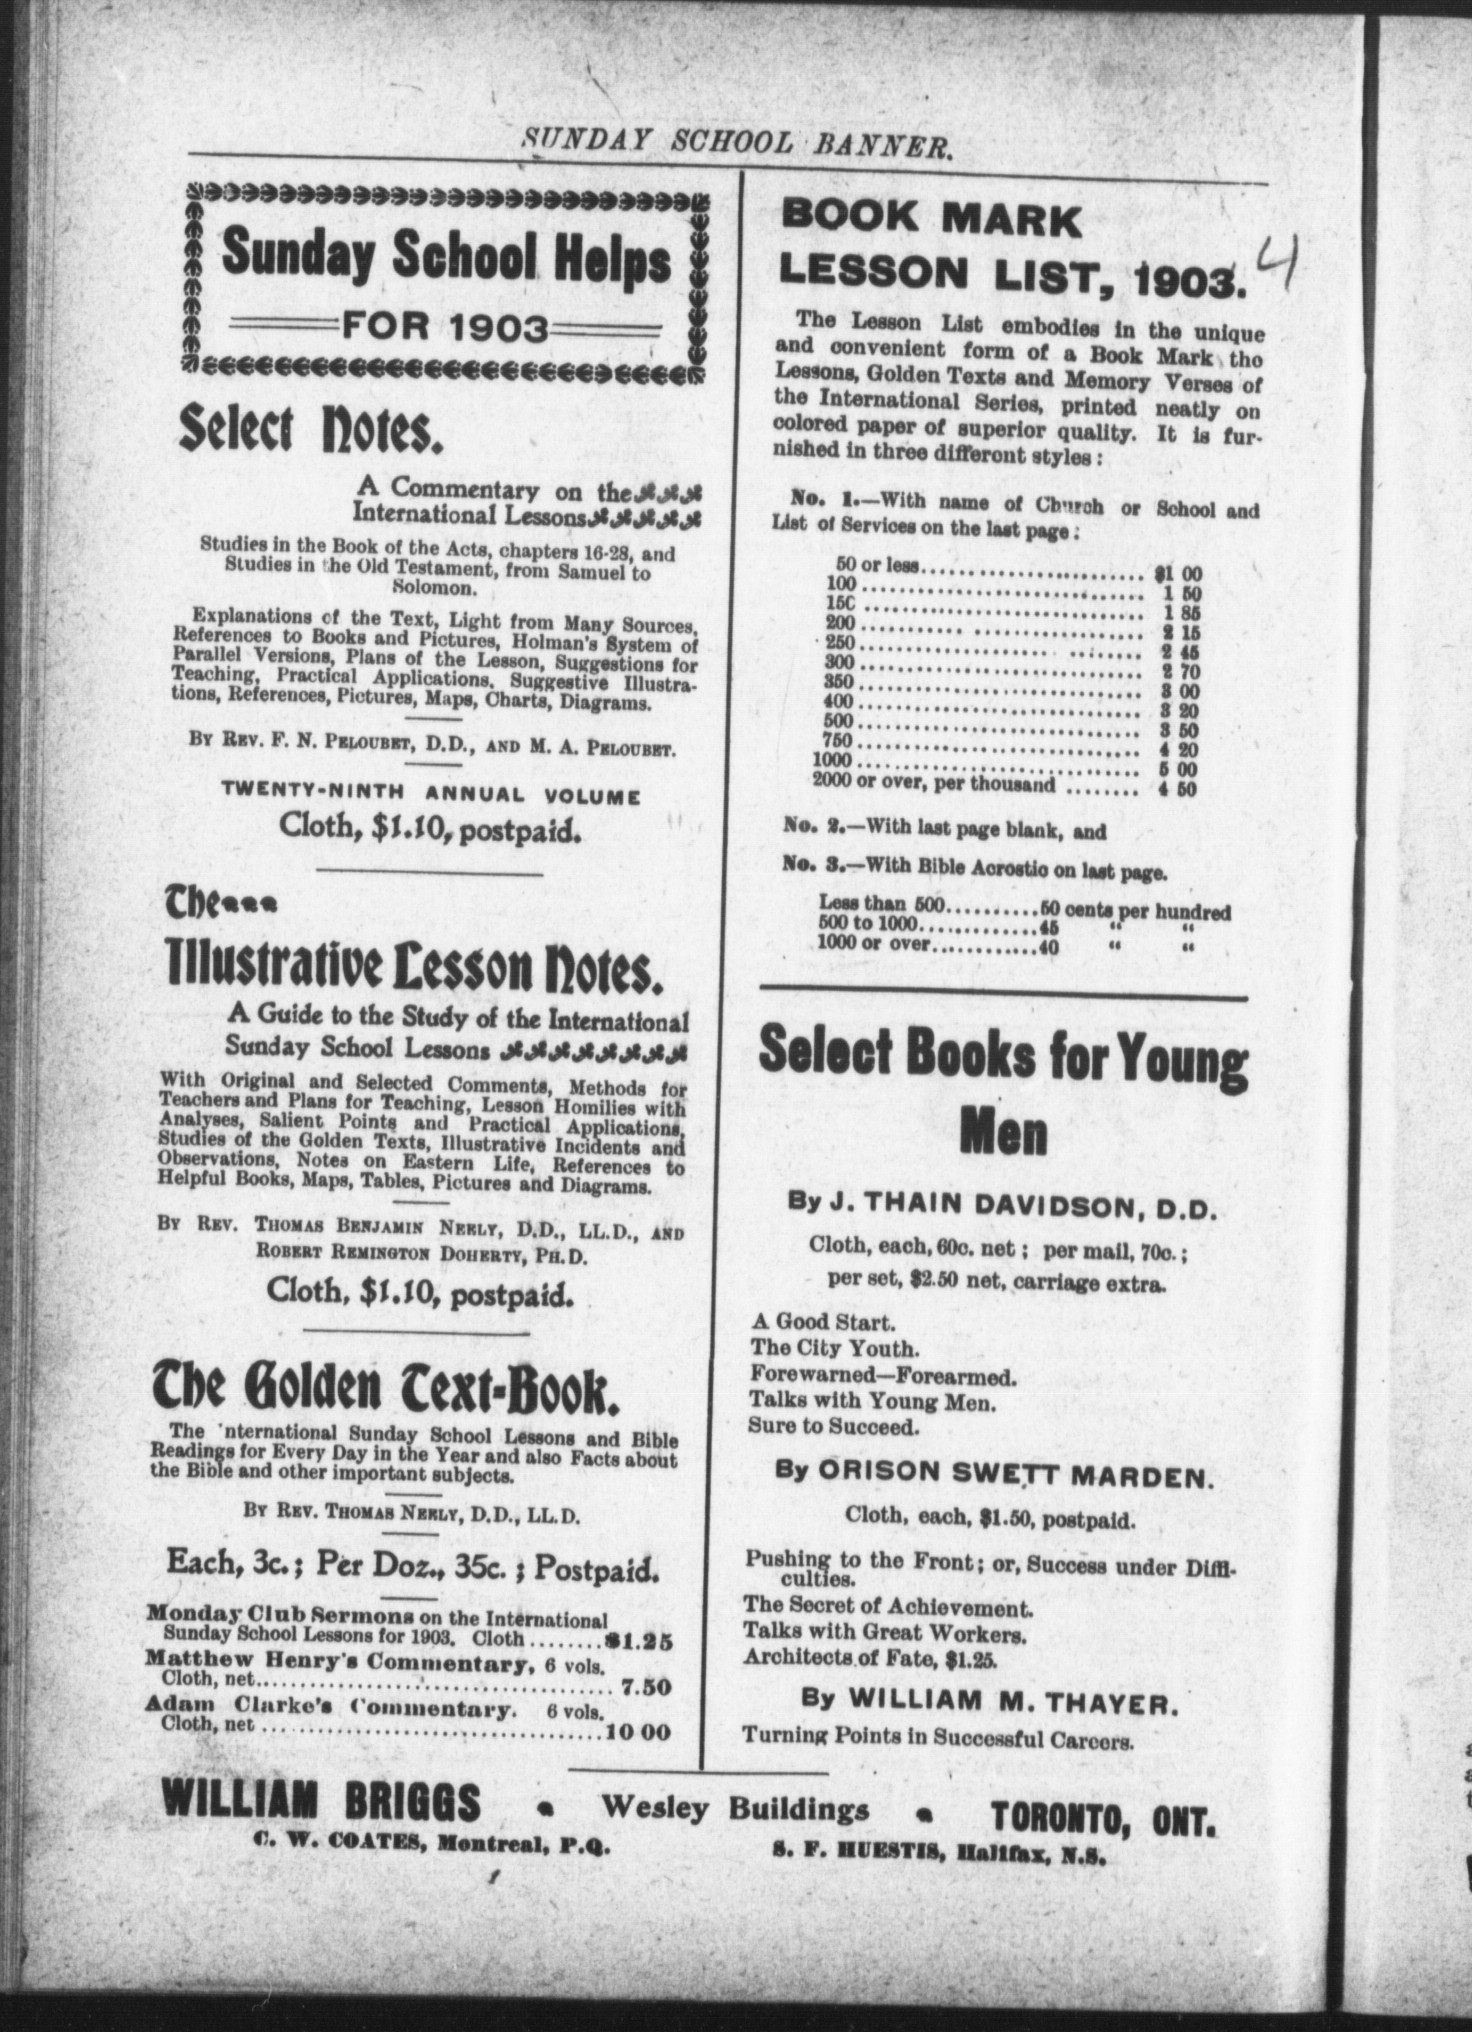 SUNDAY SCHOOL BANNER.
Sunday School Helps
FOR 1903
Select Notes.
A Commentary on the
International Lessons
Studies in the Book of the Acts, chapters 16-28, and
Studies in the Old Testament, from Samuel to
Solomon.
Explanations of the Text, Light from Many Sources,
References to Books and Pictures, Holman's System of
Parallel Versions, Plans of the Lesson, Suggestions for
Teaching, Practical Applications, Suggestive Illustra-
tions, References, Pictures, Maps, Charts, Diagrams.
BY REV. F. N. PELOUBET, D.D., AND M. A. PELOUBET.
TWENTY-NINTH ANNUAL VOLUME
Cloth, $1.10, postpaid.
The
Illustrative Lesson Notes.
A Guide to the Study of the International
Sunday School Lessons
With Original and Selected Comments, Methods for
Teachers and Plans for Teaching, Lesson Homilies with
Analyses, Salient Points and Practical Applications,
Studies of the Golden Texts, Illustrative Incidents and
Observations, Notes on Eastern Life, References to
Helpful Books, Maps, Tables, Pictures and Diagrams.
BY REV. THOMAS BENJAMIN NEELY, D.D., LL.D., AND
ROBERT REMINGTON DOHERTY, PH.D.
Cloth, $1.10, postpaid.
The Golden Text-Book.
The 'nternational Sunday School Lessons and Bible
Readings for Every Day in the Year and also Facts about
the Bible and other important subjects.
BY REV. THOMAS NEELY, D.D., LL.D.
Each, 3c.; Per Doz., 35c.; Postpaid.
Monday Club Sermons on the International
Sunday School Lessons for 1903. Cloth ........$1.25
Matthew Henry's Commentary, 6 vols.
Cloth, net.................................... 7.50
Adam Clarke's Commentary. 6 vols.
Cloth, net ....................................10 00
BOOK MARK
LESSON LIST, 1903. 4
The Lesson List embodies in the unique
and convenient form of a Book Mark the
Lessons, Golden Texts and Memory Verses of
the International Series, printed neatly on
colored paper of superior quality. It is fur-
nished in three different styles:
No. 1.—With name of Church or School and
List of Services on the last page:
50 or less......................... $1 00
100 ............................... 1 50
150 ............................... 1 85
200 ............................... 2 15
250 ............................... 2 45
300 ............................... 2 70
350 ............................... 3 00
400 ............................... 3 20
500 ............................... 3 50
750 ............................... 4 20
1000 .............................. 5 00
2000 or over, per thousand ........ 4 50
No. 2.—With last page blank, and
No. 3.—With Bible Acrostic on last page.
Less than 500..........50 cents per hundred
500 to 1000.............45 " "
1000 or over............40 " "
Select Books for Young
Men
By J. THAIN DAVIDSON, D.D.
Cloth, each, 60c. net; per mail, 70c.;
per set, $2.50 net, carriage extra.
A Good Start.
The City Youth.
Forewarned—Forearmed.
Talks with Young Men.
Sure to Succeed.
By ORISON SWETT MARDEN.
Cloth, each, $1.50, postpaid.
Pushing to the Front; or, Success under Diffi-
culties.
The Secret of Achievement.
Talks with Great Workers.
Architects of Fate, $1.25.
By WILLIAM M. THAYER.
Turning Points in Successful Careers.
WILLIAM BRIGGS Wesley Buildings TORONTO, ONT.
C. W. COATES, Montreal, P.Q. S. F. HUESTIS, Halifax, N.S.